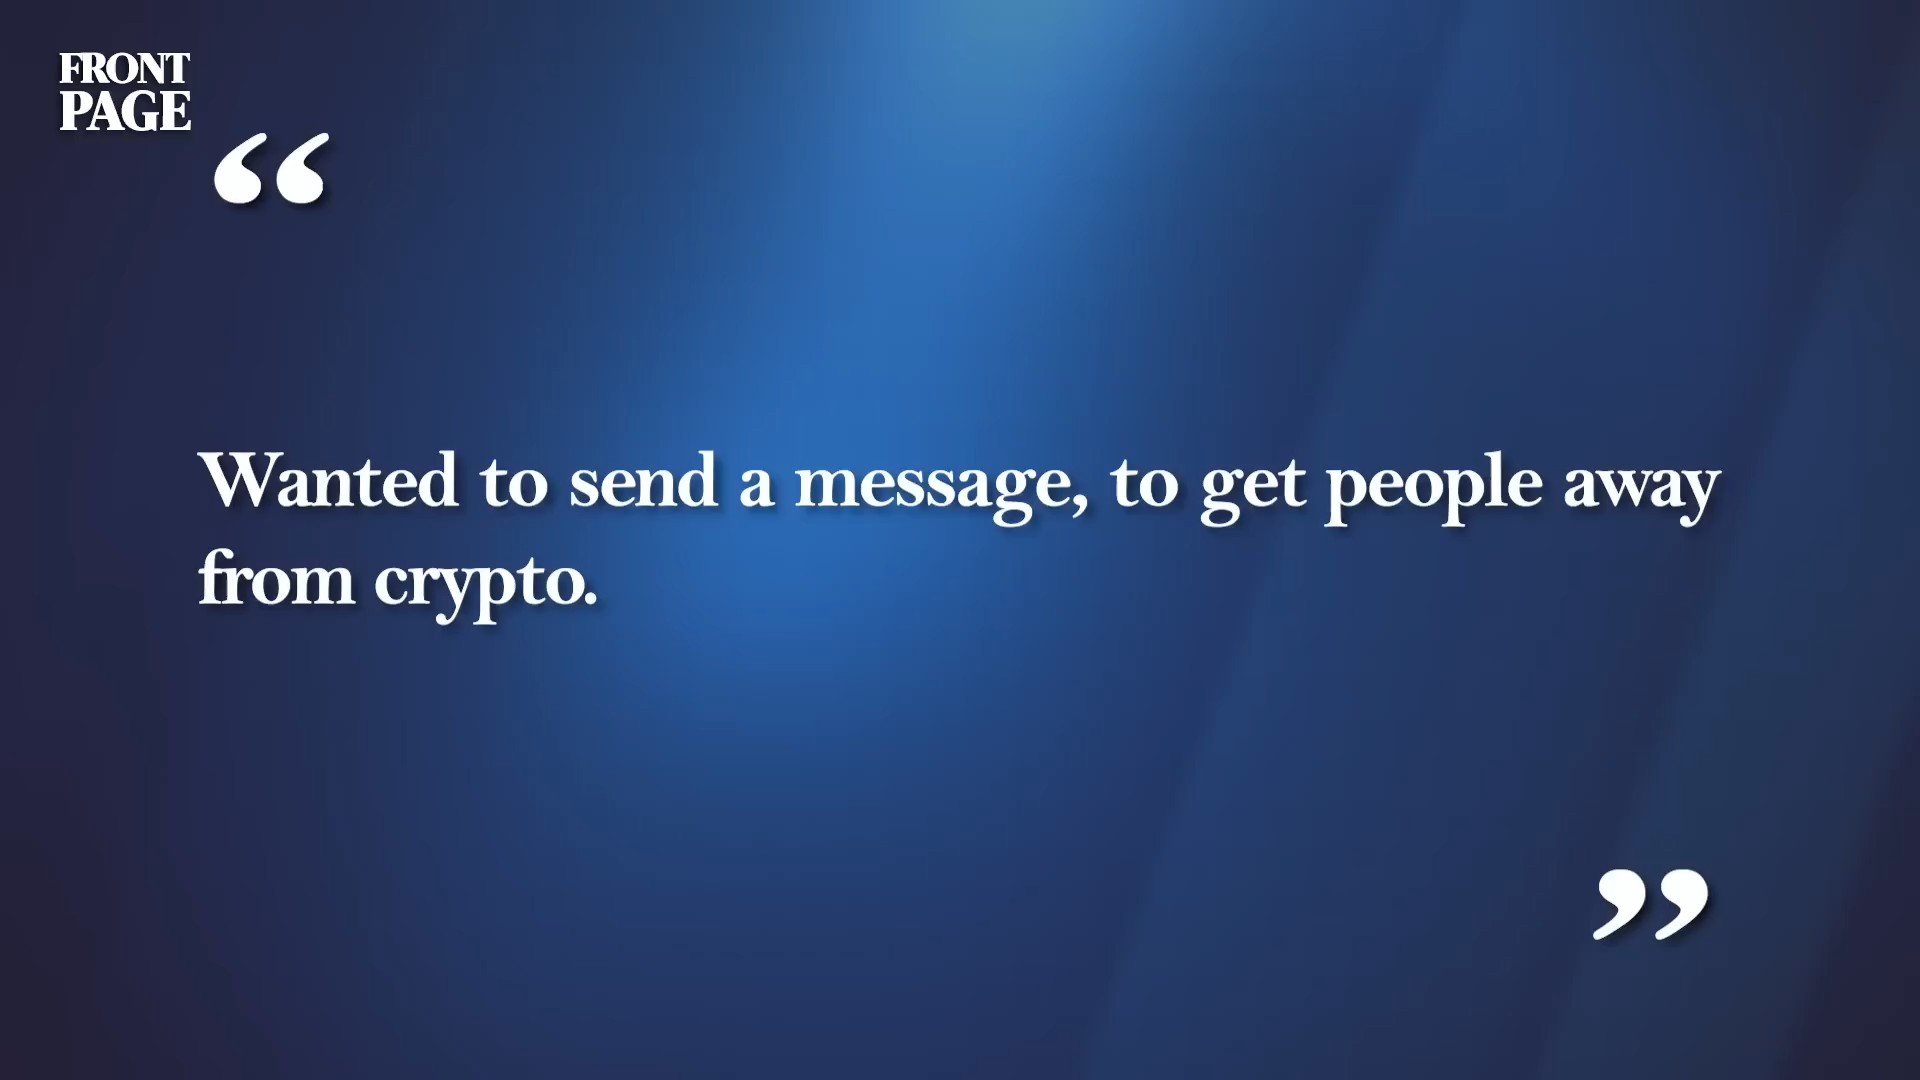 FRONT
PAGE
“
Wanted to send a message, to get people away
from crypto.
”